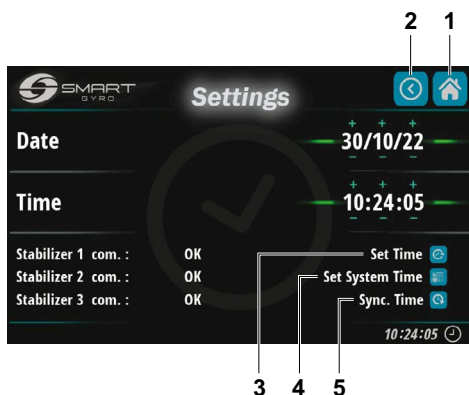 2 1
SMART
GYRO
Settings
Date
+ + +
30/10/22
− − −
Time
+ + +
10:24:05
− − −
Stabilizer 1 com. : OK Set Time
Stabilizer 2 com. : OK Set System Time
Stabilizer 3 com. : OK Sync. Time
10:24:05
3 4 5